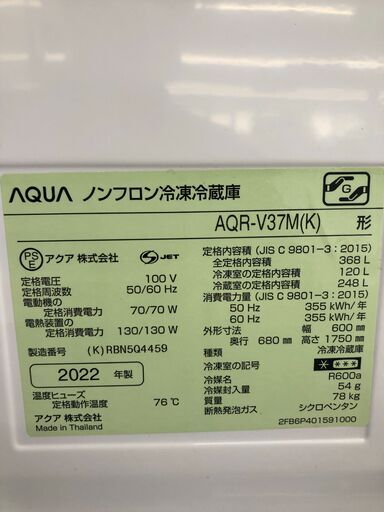 AQUA ノンフロン冷凍冷蔵庫
G
AQR-V37M(K) 形
PS E アクア 株式会社 S JET
定格電圧 100 V
定格周波数 50/60 Hz
電動機の
定格消費電力 70/70 W
電熱装置の
定格消費電力 130/130 W
製造番号 (K) RBN5Q4459
2022 年製
温度ヒューズ
定格動作温度 76℃
アクア 株式会社
Made in Thailand
定格内容積 (JIS C 9801-3 : 2015)
全定格内容積 368 L
冷凍室の定格内容積 120 L
冷蔵室の定格内容積 248 L
消費電力量 (JIS C 9801-3 : 2015)
50 Hz 355 kWh/年
60 Hz 355 kWh/年
外形寸法 幅 600 mm
奥行 680 mm 高さ 1750 mm
種類 冷凍冷蔵庫
冷凍室の記号 * ***
冷媒名 R600a
冷媒封入量 54 g
質量 78 kg
断熱発泡ガス シクロペンタン
2FB6P401591000